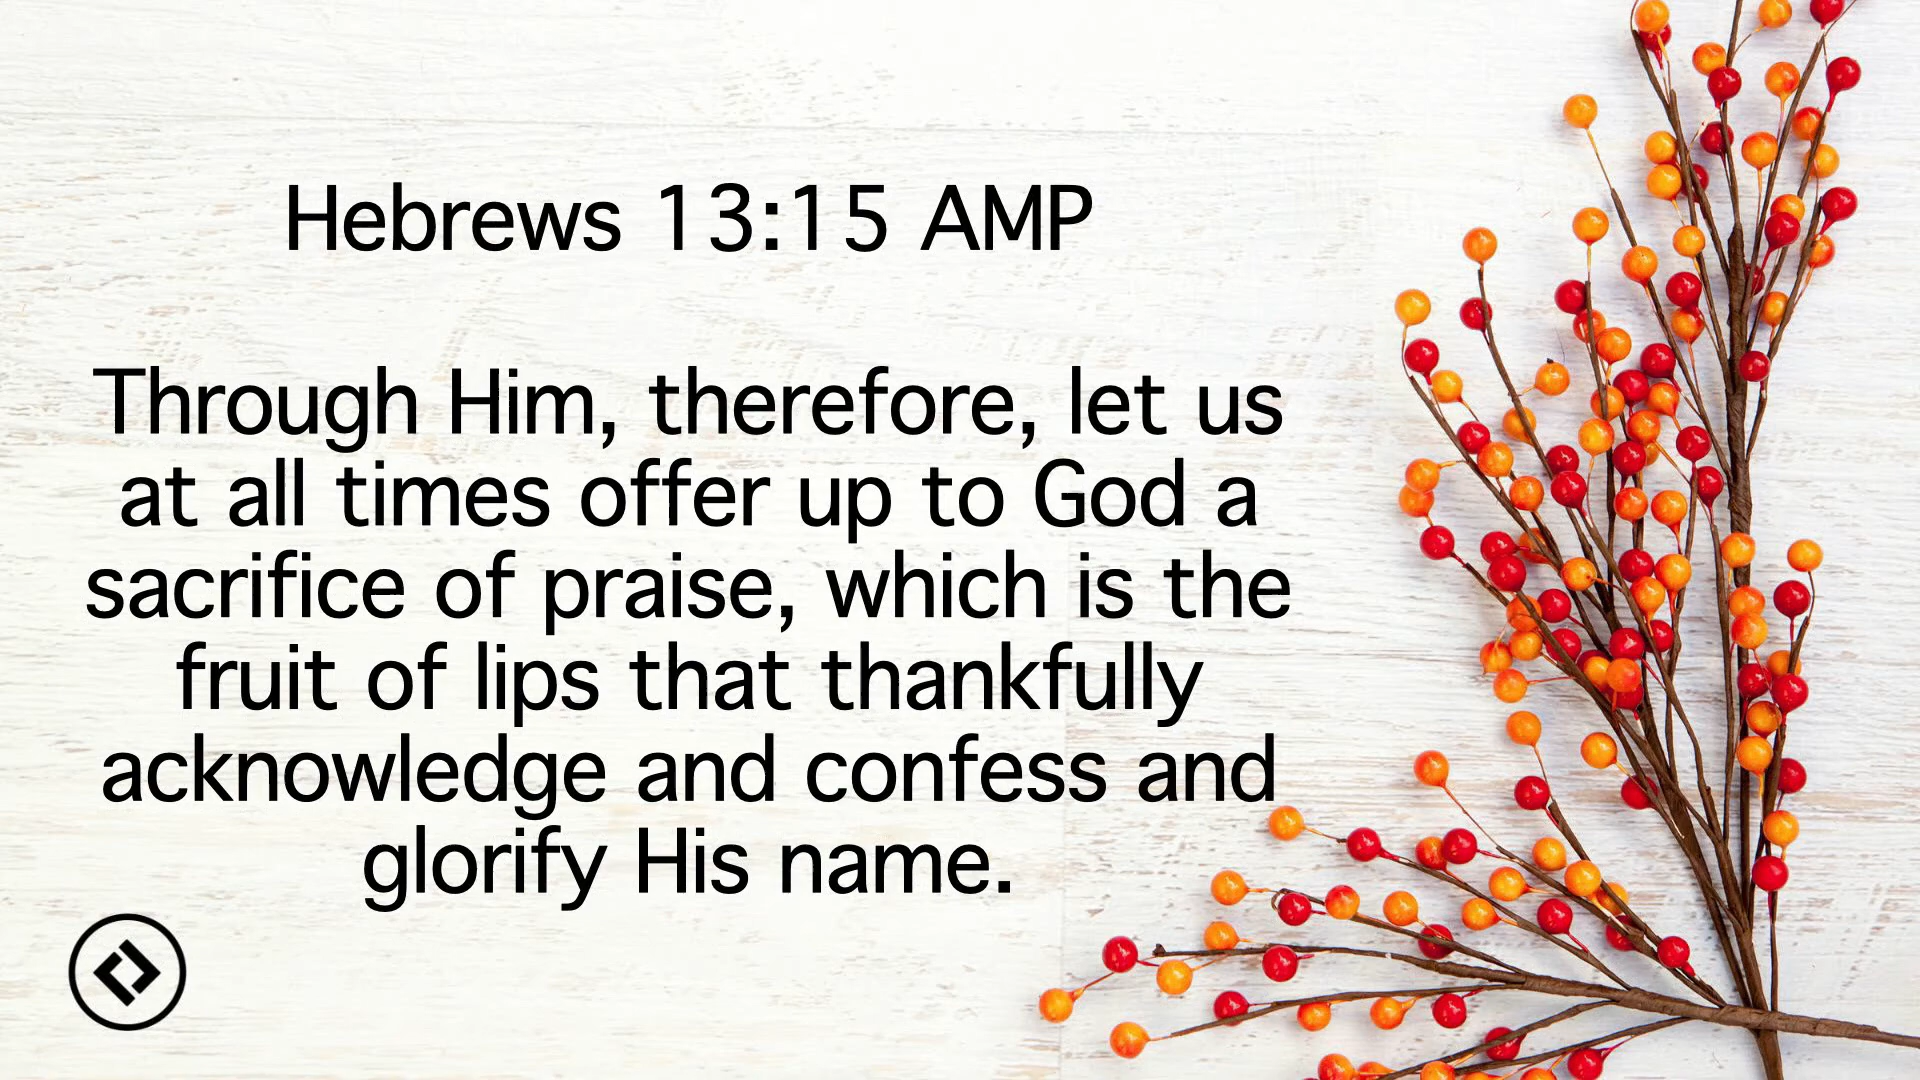 Hebrews 13:15 AMP
Through Him, therefore, let us
at all times offer up to God a
sacrifice of praise, which is the
fruit of lips that thankfully
acknowledge and confess and
glorify His name.